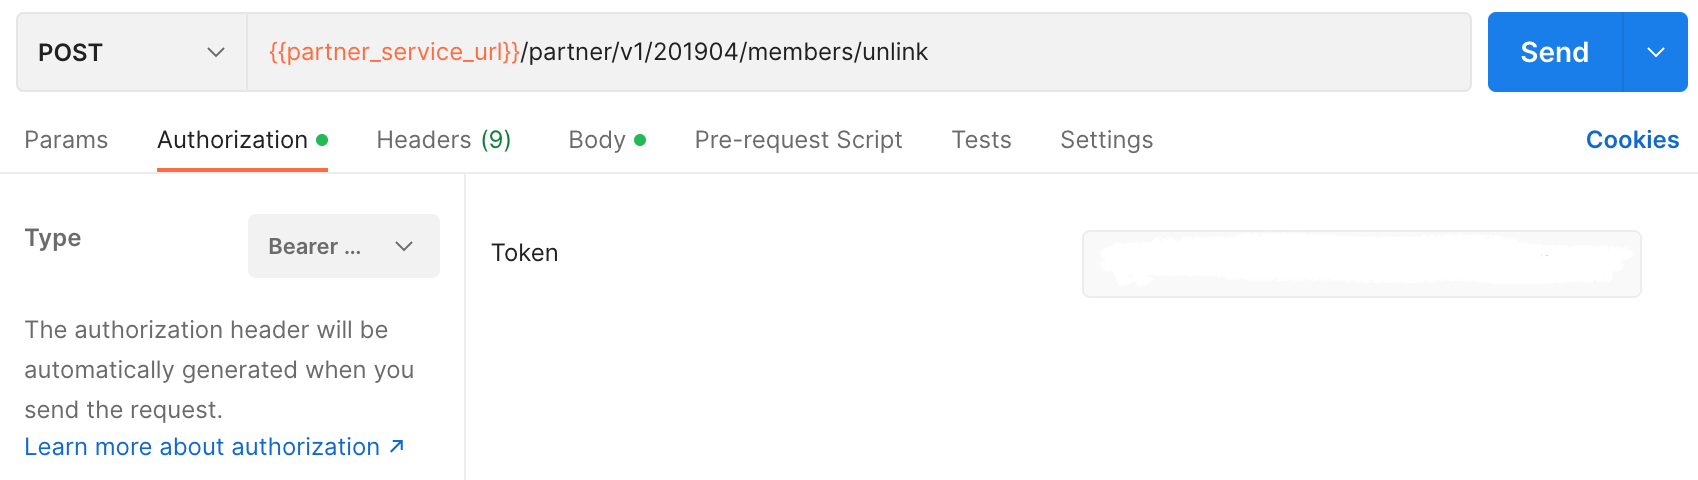 POST {{partner_service_url}}/partner/v1/201904/members/unlink Send
Params Authorization Headers (9) Body Pre-request Script Tests Settings Cookies
Type Bearer ...
Token
The authorization header will be
automatically generated when you
send the request.
Learn more about authorization ↗